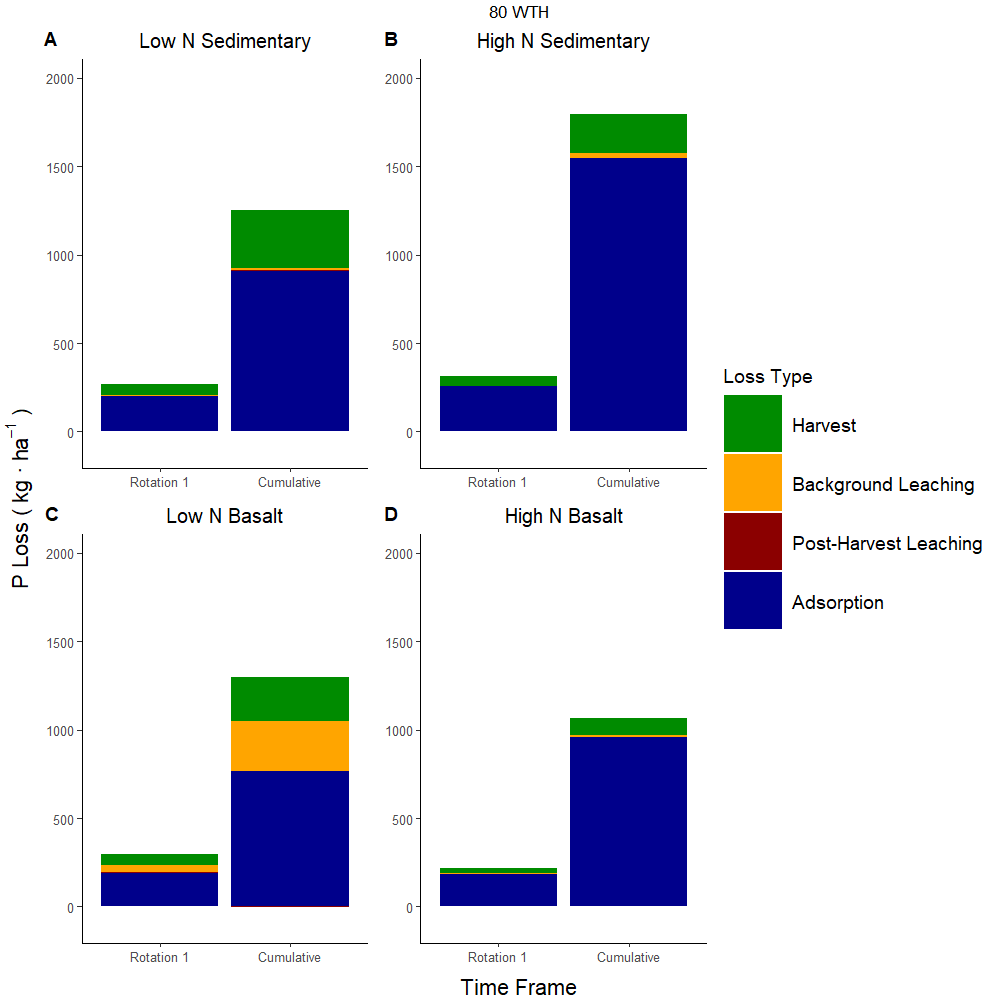 80 WTH
A Low N Sedimentary
2000
1500
1000
500
0
Rotation 1 Cumulative
B High N Sedimentary
2000
1500
1000
500
0
Rotation 1 Cumulative
C Low N Basalt
2000
1500
1000
500
0
Rotation 1 Cumulative
D High N Basalt
2000
1500
1000
500
0
Rotation 1 Cumulative
P Loss ( kg · ha⁻¹ )
Time Frame
Loss Type
Harvest
Background Leaching
Post-Harvest Leaching
Adsorption